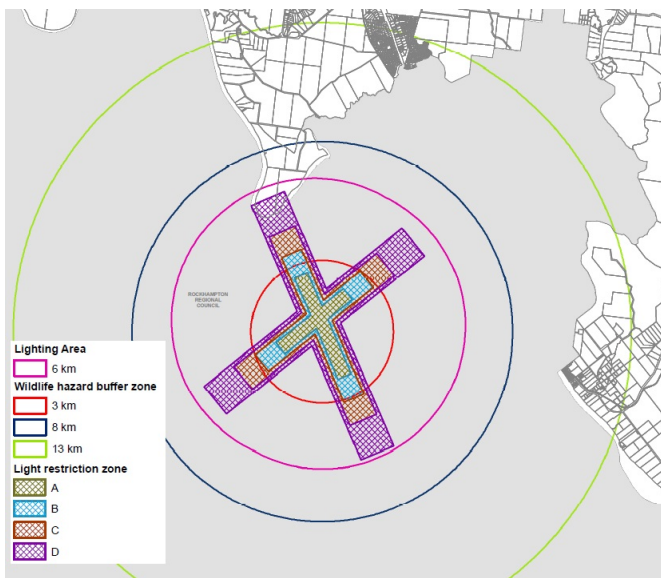 ROCKHAMPTON
REGIONAL
COUNCIL
Lighting Area
6 km
Wildlife hazard buffer zone
3 km
8 km
13 km
Light restriction zone
A
B
C
D